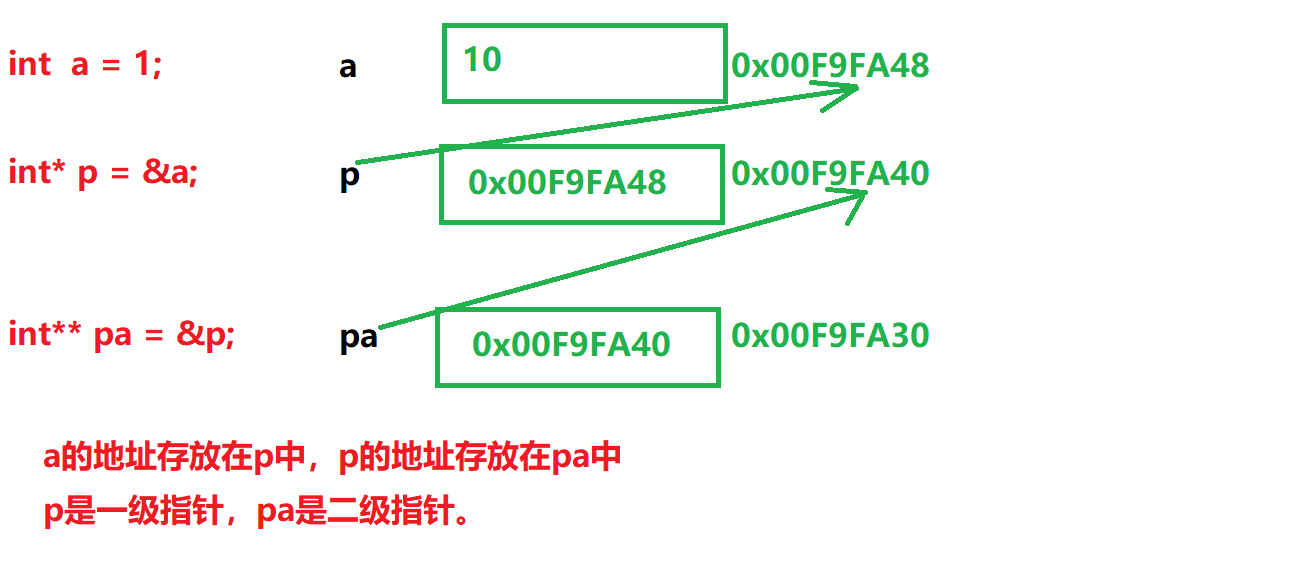 int  a = 1; a 10 0x00F9FA48
int* p = &a; p 0x00F9FA48 0x00F9FA40
int** pa = &p; pa 0x00F9FA40 0x00F9FA30
a的地址存放在p中，p的地址存放在pa中
p是一级指针，pa是二级指针。